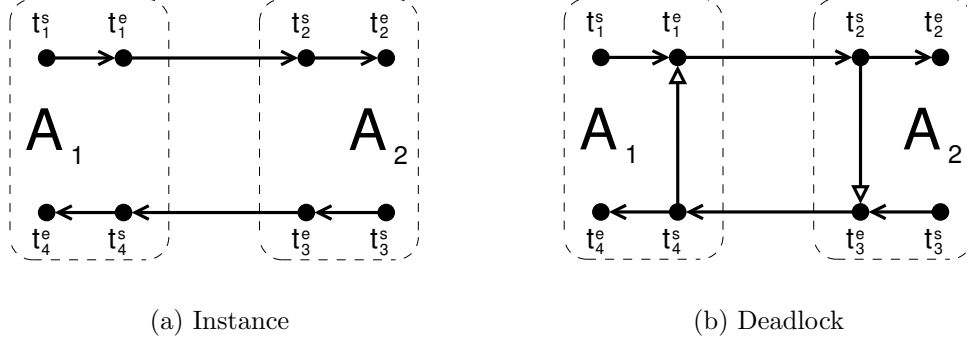 t₁ˢ t₁ᵉ t₂ˢ t₂ᵉ t₁ˢ t₁ᵉ t₂ˢ t₂ᵉ
A₁ A₂ A₁ A₂
t₄ᵉ t₄ˢ t₃ᵉ t₃ˢ t₄ᵉ t₄ˢ t₃ᵉ t₃ˢ
(a) Instance (b) Deadlock